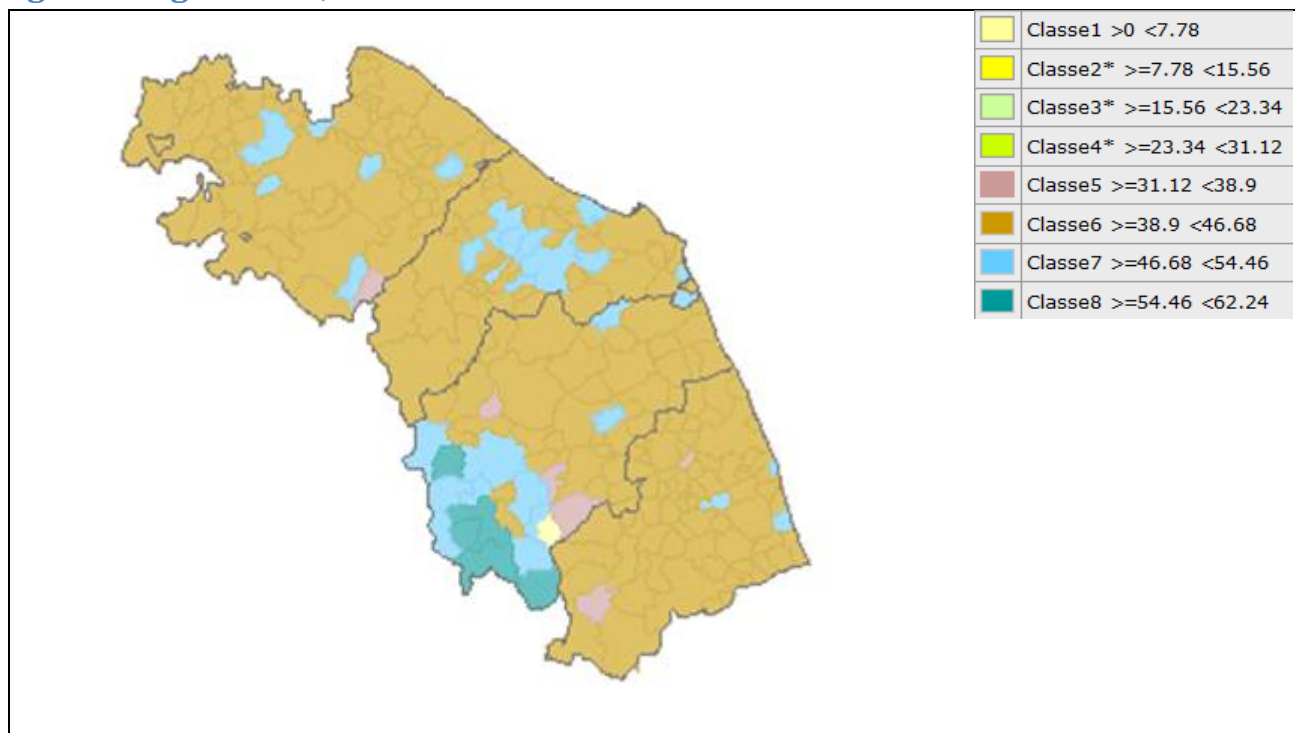 Classe1 >0 <7.78
Classe2* >=7.78 <15.56
Classe3* >=15.56 <23.34
Classe4* >=23.34 <31.12
Classe5 >=31.12 <38.9
Classe6 >=38.9 <46.68
Classe7 >=46.68 <54.46
Classe8 >=54.46 <62.24